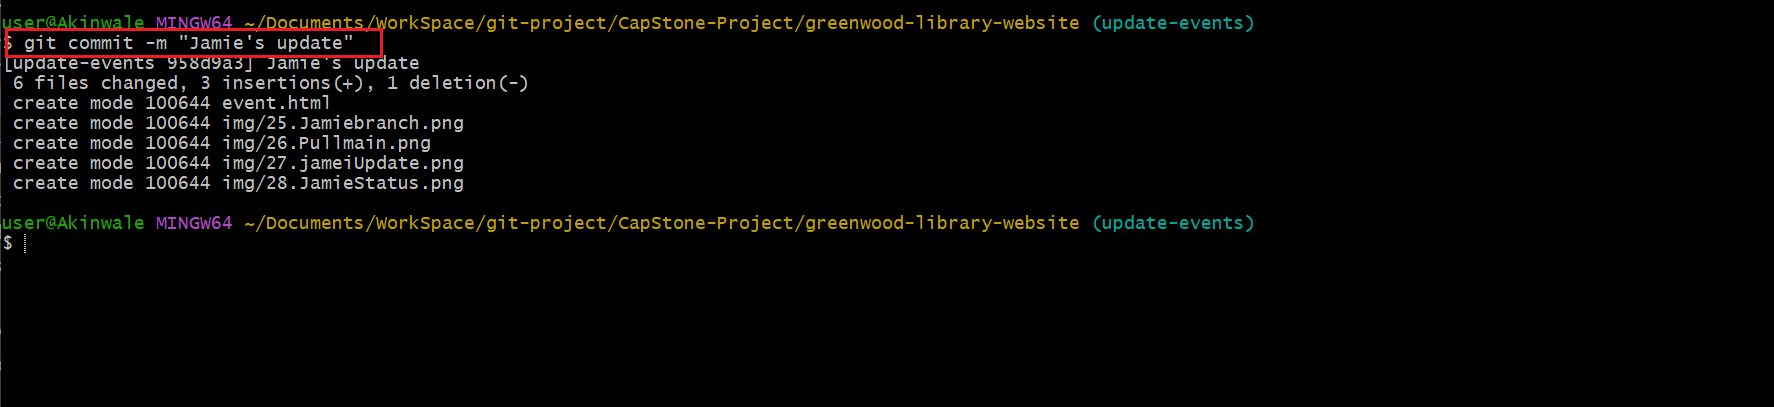 user@Akinwale MINGW64 ~/Documents/WorkSpace/git-project/CapStone-Project/greenwood-library-website (update-events)
$ git commit -m "Jamie's update"
[update-events 958d9a3] Jamie's update
 6 files changed, 3 insertions(+), 1 deletion(-)
 create mode 100644 event.html
 create mode 100644 img/25.Jamiebranch.png
 create mode 100644 img/26.Pullmain.png
 create mode 100644 img/27.jameiUpdate.png
 create mode 100644 img/28.JamieStatus.png
user@Akinwale MINGW64 ~/Documents/WorkSpace/git-project/CapStone-Project/greenwood-library-website (update-events)
$